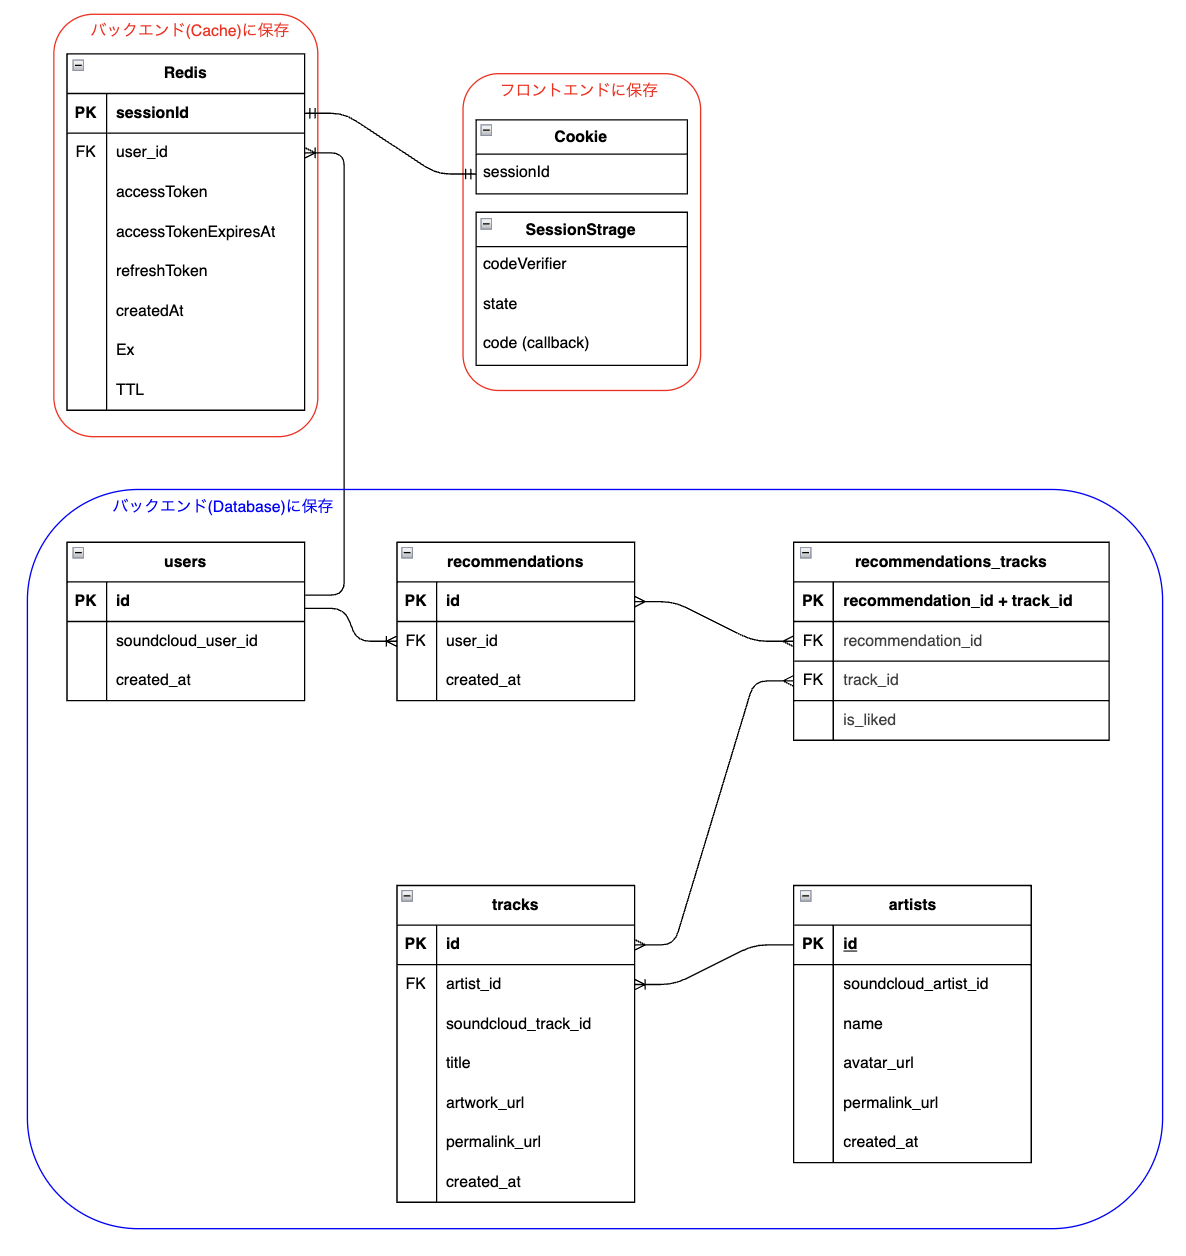 バックエンド(Cache)に保存
Redis
PK sessionId
FK user_id
accessToken
accessTokenExpiresAt
refreshToken
createdAt
Ex
TTL
フロントエンドに保存
Cookie
sessionId
SessionStrage
codeVerifier
state
code (callback)
バックエンド(Database)に保存
users
PK id
soundcloud_user_id
created_at
recommendations
PK id
FK user_id
created_at
recommendations_tracks
PK recommendation_id + track_id
FK recommendation_id
FK track_id
is_liked
tracks
PK id
FK artist_id
soundcloud_track_id
title
artwork_url
permalink_url
created_at
artists
PK id
soundcloud_artist_id
name
avatar_url
permalink_url
created_at